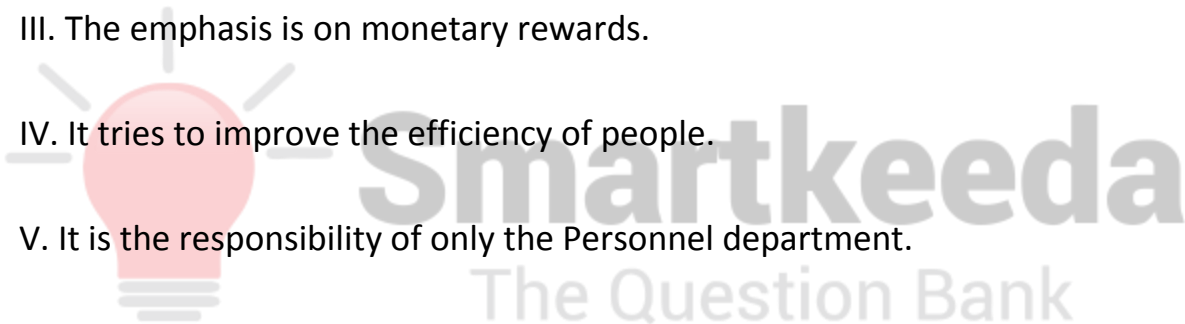 III. The emphasis is on monetary rewards.
IV. It tries to improve the efficiency of people.
Smartkeeda
V. It is the responsibility of only the Personnel department.
The Question Bank